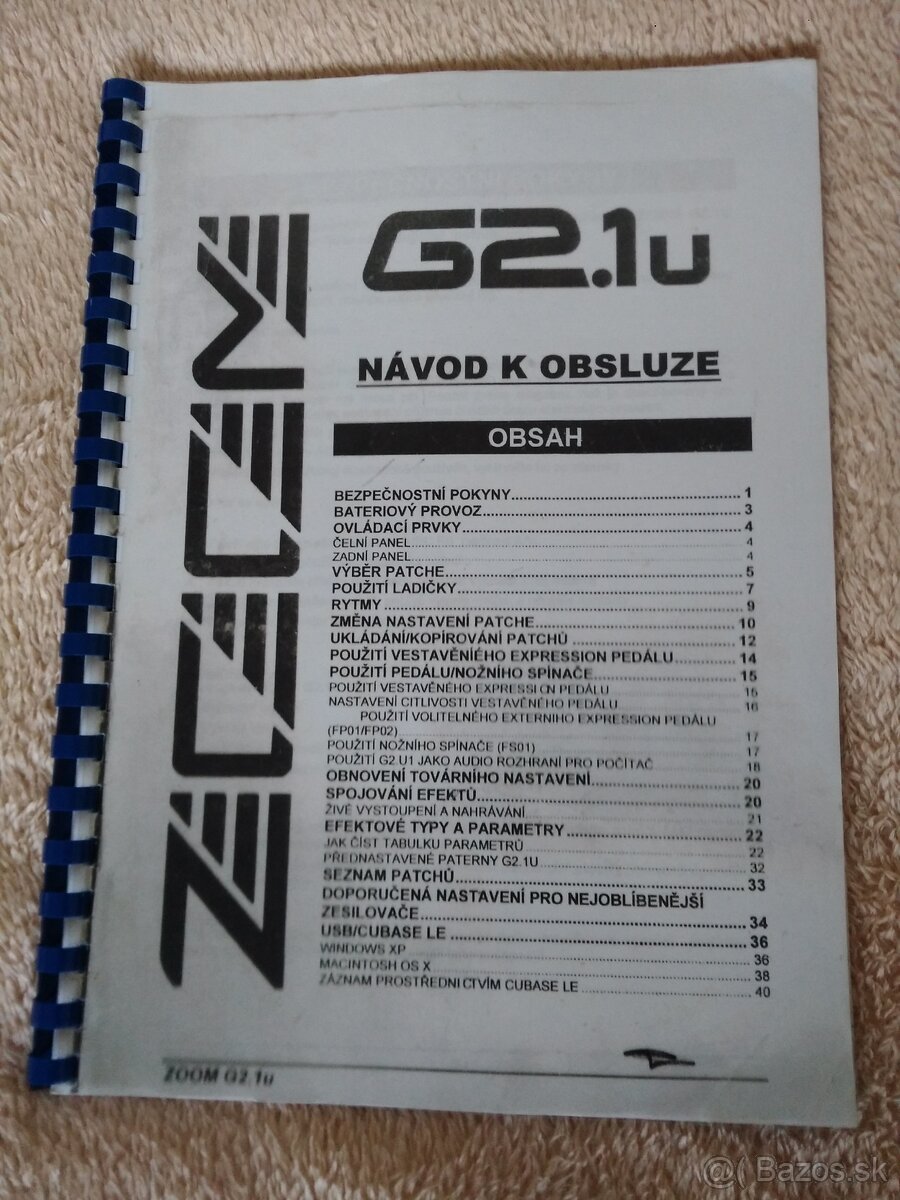 ZOOM
G2.1u
NÁVOD K OBSLUZE
OBSAH
BEZPEČNOSTNÍ POKYNY 1
BATERIOVÝ PROVOZ 3
OVLÁDACÍ PRVKY 4
ČELNÍ PANEL 4
ZADNÍ PANEL 4
VÝBĚR PATCHE 5
POUŽITÍ LADIČKY 7
RYTMY 9
ZMĚNA NASTAVENÍ PATCHE 10
UKLÁDÁNÍ/KOPÍROVÁNÍ PATCHŮ 12
POUŽITÍ VESTAVĚNIÉHO EXPRESSION PEDÁLU 14
POUŽITÍ PEDÁLU/NOŽNÍHO SPÍNAČE 15
POUŽITÍ VESTAVĚNÉHO EXPRESSION PEDÁLU 15
NASTAVENÍ CITLIVOSTI VESTAVĚNÉHO PEDÁLU 16
POUŽITÍ VOLITELNÉHO EXTERNIHO EXPRESSION PEDÁLU
(FP01/FP02) 17
POUŽITÍ NOŽNÍHO SPÍNAČE (FS01) 17
POUŽITÍ G2 U1 JAKO AUDIO ROZHRANÍ PRO POČÍTAČ 18
OBNOVENÍ TOVÁRNÍHO NASTAVENÍ 20
SPOJOVÁNÍ EFEKTŮ 20
ŽIVÉ VYSTOUPENÍ A NAHRÁVÁNÍ 21
EFEKTOVÉ TYPY A PARAMETRY 22
JAK ČÍST TABULKU PARAMETRŮ 22
PŘEDNASTAVENÉ PATERNY G2.1U 32
SEZNAM PATCHŮ 33
DOPORUČENÁ NASTAVENÍ PRO NEJOBLÍBENĚJŠÍ
ZESILOVAČE 34
USB/CUBASE LE 36
WINDOWS XP 36
MACINTOSH OS X 38
ZÁZNAM PROSTŘEDNICTVÍM CUBASE LE 40
ZOOM G2.1u
@( Bazos.sk